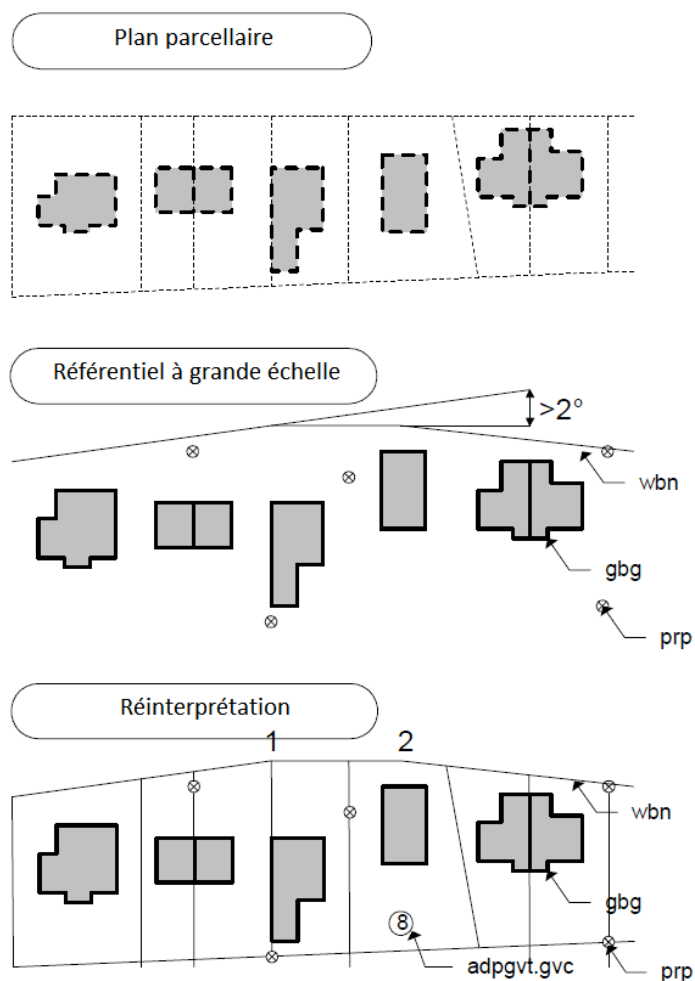 Plan parcellaire
Référentiel à grande échelle
>2°
wbn
gbg
prp
Réinterprétation
1 2
wbn
gbg
8
adpgvt.gvc
prp